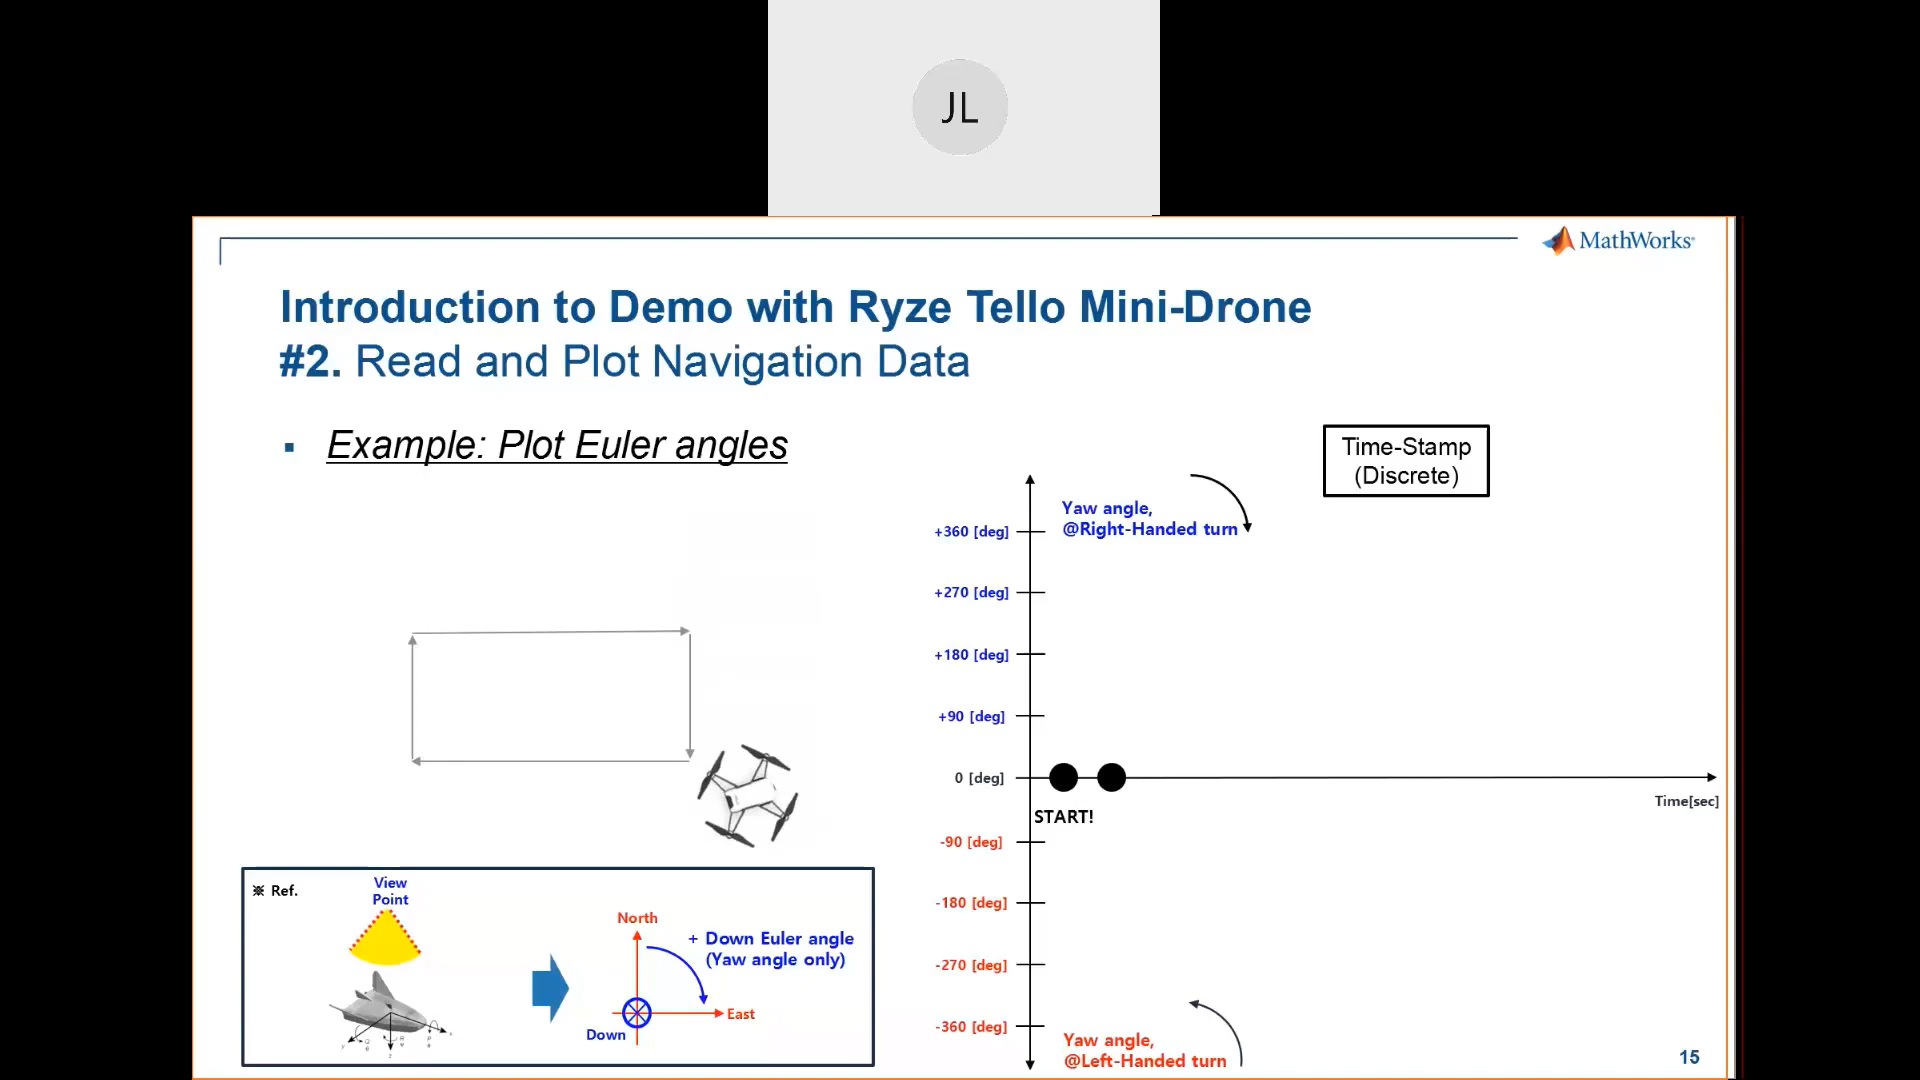 JL
MathWorks
Introduction to Demo with Ryze Tello Mini-Drone
#2. Read and Plot Navigation Data
▪ Example: Plot Euler angles
Time-Stamp
(Discrete)
Yaw angle,
@Right-Handed turn
+360 [deg]
+270 [deg]
+180 [deg]
+90 [deg]
0 [deg]
Time[sec]
START!
-90 [deg]
-180 [deg]
-270 [deg]
-360 [deg]
Yaw angle,
@Left-Handed turn
※ Ref.
View
Point
North
+ Down Euler angle
(Yaw angle only)
East
Down
15